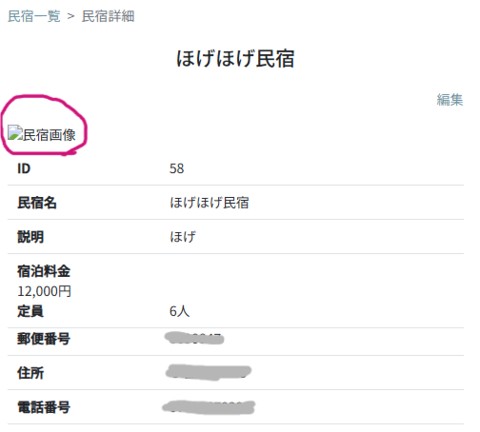 民宿一覧 > 民宿詳細
ほげほげ民宿
編集
民宿画像
ID 58
民宿名 ほげほげ民宿
説明 ほげ
宿泊料金
12,000円
定員 6人
郵便番号
住所
電話番号